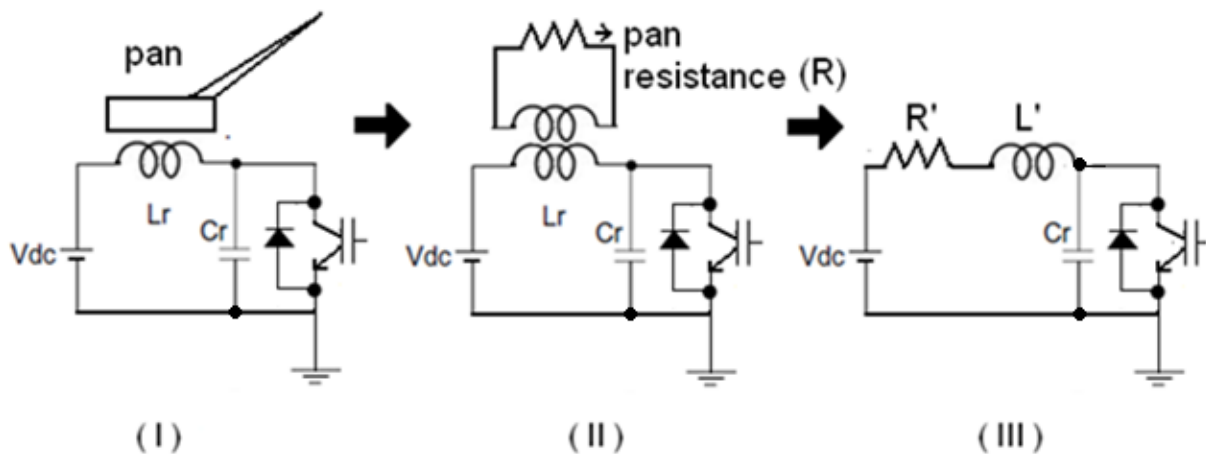 pan
Lr
Cr
Vdc
( I )
pan
resistance (R)
Lr
Cr
Vdc
( II )
R'
L'
Cr
Vdc
( III )